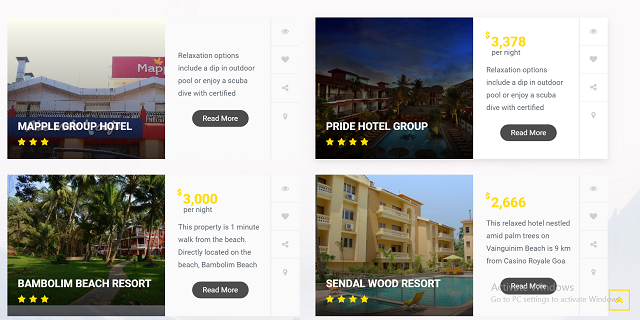 Relaxation options
include a dip in outdoor
pool or enjoy a scuba
dive with certified
Read More
MAPPLE GROUP HOTEL
Mapp
$3,378
per night
Relaxation options
include a dip in outdoor
pool or enjoy a scuba
dive with certified
Read More
PRIDE HOTEL GROUP
$3,000
per night
This property is 1 minute
walk from the beach.
Directly located on the
beach, Bambolim Beach
Read More
BAMBOLIM BEACH RESORT
$2,666
This relaxed hotel nestled
amid palm trees on
Vainguinim Beach is 9 km
from Casino Royale Goa
Read More
SENDAL WOOD RESORT
Activate Windows
Go to PC settings to activate Windows